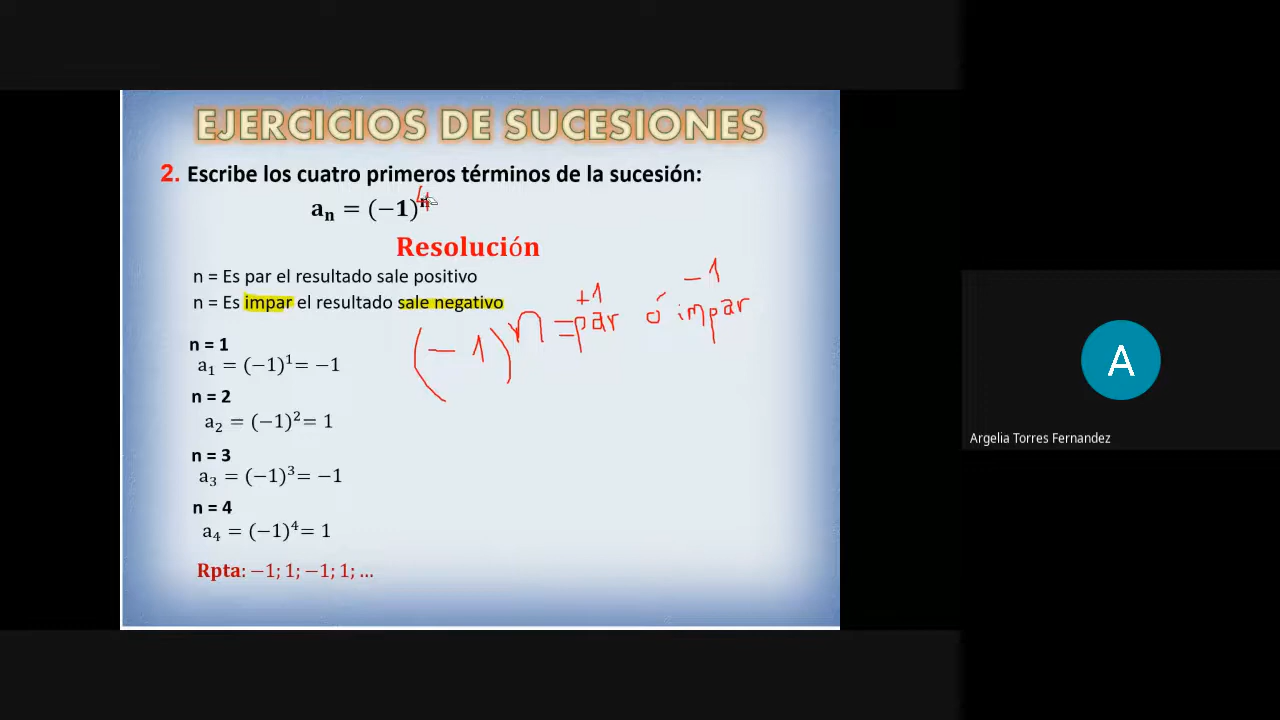 EJERCICIOS DE SUCESIONES
2. Escribe los cuatro primeros términos de la sucesión:
4
aₙ = (−1)ⁿ
Resolución
n = Es par el resultado sale positivo
n = Es impar el resultado sale negativo
+1 −1
(−1)ⁿ = par ó impar
n = 1
a₁ = (−1)¹= −1
n = 2
a₂ = (−1)²= 1
n = 3
a₃ = (−1)³= −1
n = 4
a₄ = (−1)⁴= 1
Rpta: −1; 1; −1; 1; ...
A
Argelia Torres Fernandez